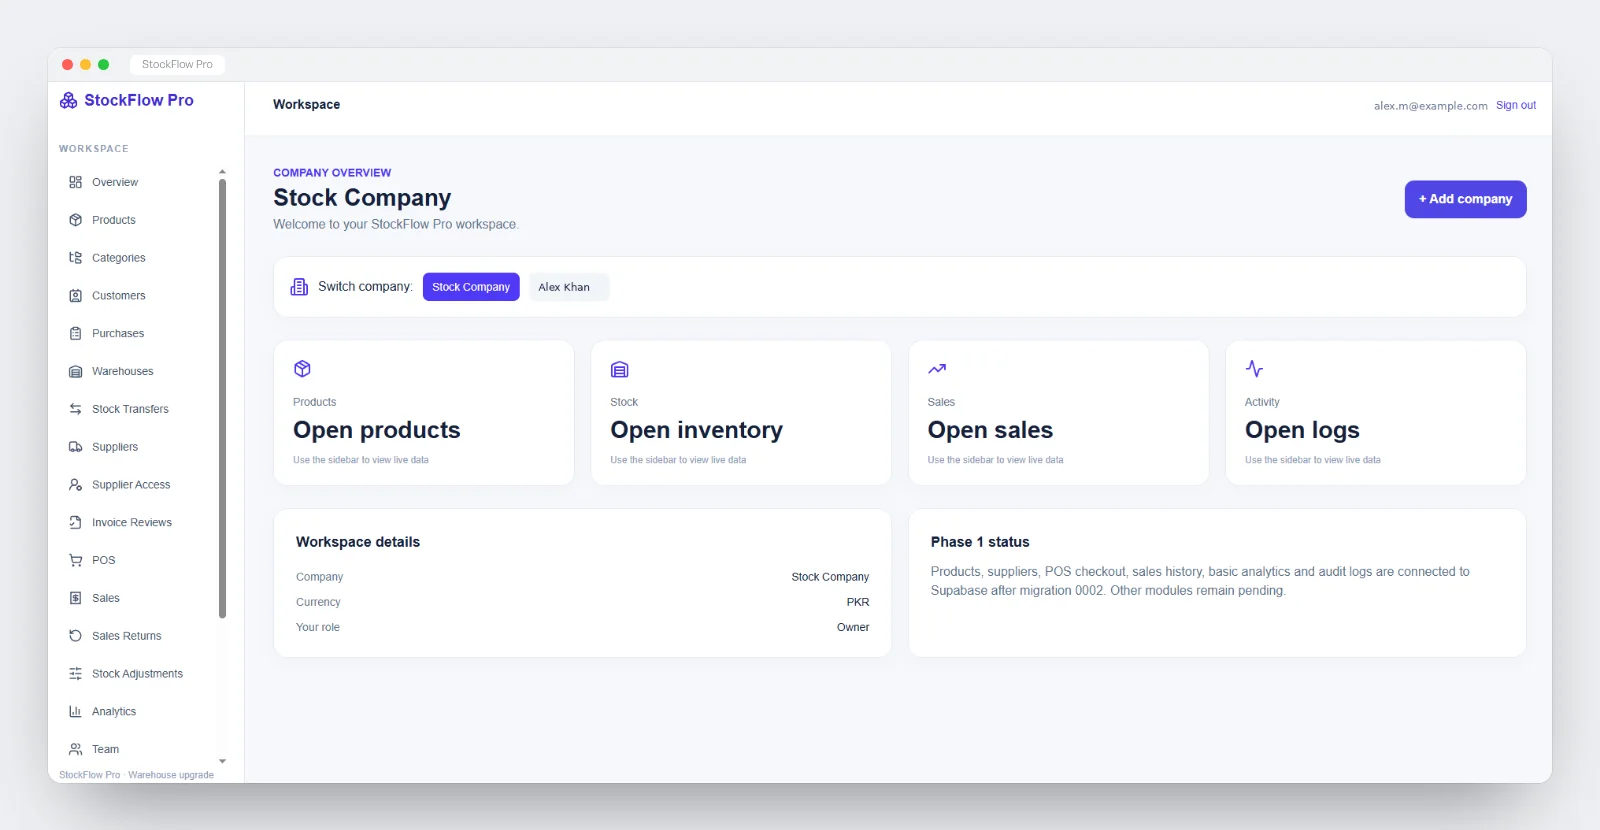 StockFlow Pro
StockFlow Pro
WORKSPACE
Overview
Products
Categories
Customers
Purchases
Warehouses
Stock Transfers
Suppliers
Supplier Access
Invoice Reviews
POS
Sales
Sales Returns
Stock Adjustments
Analytics
Team
StockFlow Pro · Warehouse upgrade
Workspace
alex.m@example.com Sign out
COMPANY OVERVIEW
Stock Company
Welcome to your StockFlow Pro workspace.
+ Add company
Switch company: Stock Company Alex Khan
Products
Open products
Use the sidebar to view live data
Stock
Open inventory
Use the sidebar to view live data
Sales
Open sales
Use the sidebar to view live data
Activity
Open logs
Use the sidebar to view live data
Workspace details
Company Stock Company
Currency PKR
Your role Owner
Phase 1 status
Products, suppliers, POS checkout, sales history, basic analytics and audit logs are connected to
Supabase after migration 0002. Other modules remain pending.